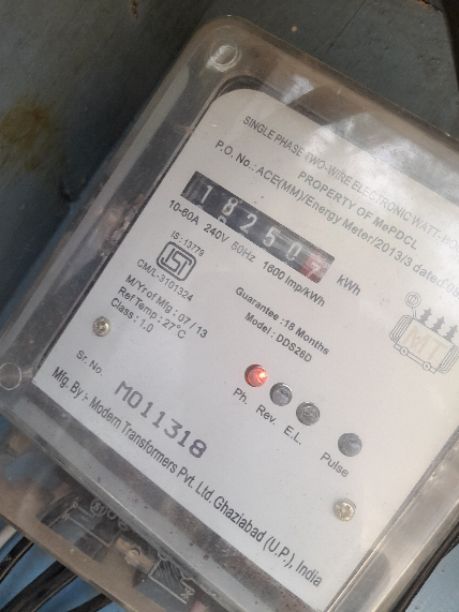 SINGLE PHASE TWO-WIRE ELECTRONIC WATT-HO
PROPERTY OF MePDCL
P.O. No.: ACE(MM)/Energy Meter/2013/3 dated
18250 kWh
10-60A 240V 50Hz 1600 Imp/kWh
IS : 13779
ISI
CM/L-3101324
M/Yr of Mfg : 07 / 13
Ref Temp : 27°C
Class : 1.0
Guarantee : 18 Months
Model : DDS26D
MTI
Ph. Rev. E.L. Pulse
Sr. No. M011318
Mfg. By :- Modern Transformers Pvt. Ltd. Ghaziabad (U.P.), India